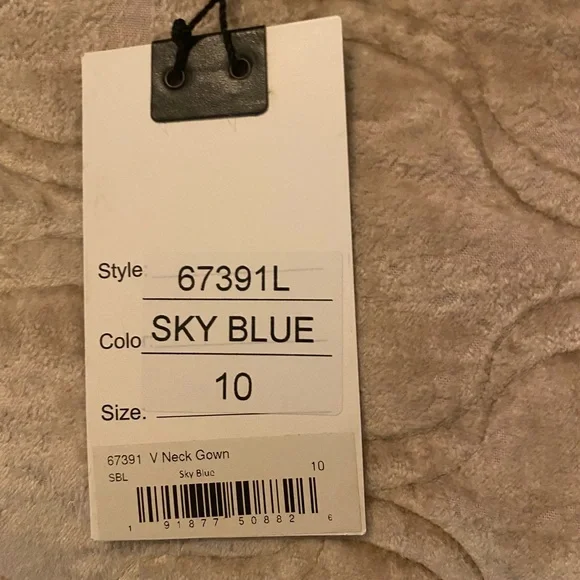 Style: 67391L
Colo SKY BLUE
Size: 10
67391 V Neck Gown
SBL Sky Blue 10
1 91877 50882 6